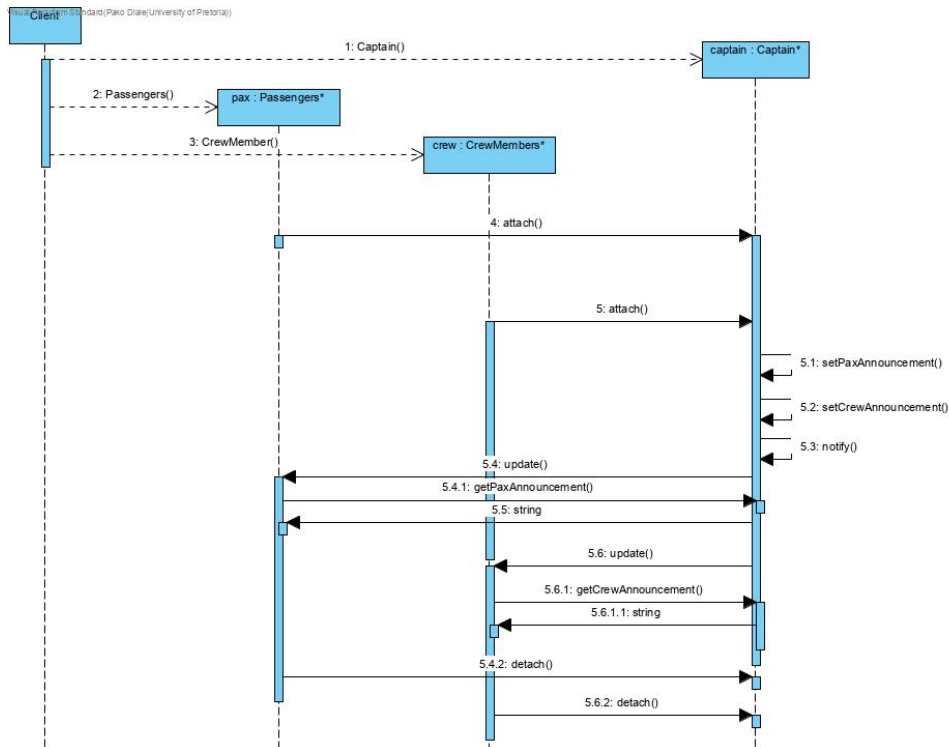 Visual Paradigm Standard(Pako Diale(University of Pretoria))
Client
1: Captain()
captain : Captain*
2: Passengers()
pax : Passengers*
3: CrewMember()
crew : CrewMembers*
4: attach()
5: attach()
5.1: setPaxAnnouncement()
5.2: setCrewAnnouncement()
5.3: notify()
5.4: update()
5.4.1: getPaxAnnouncement()
5.5: string
5.6: update()
5.6.1: getCrewAnnouncement()
5.6.1.1: string
5.4.2: detach()
5.6.2: detach()